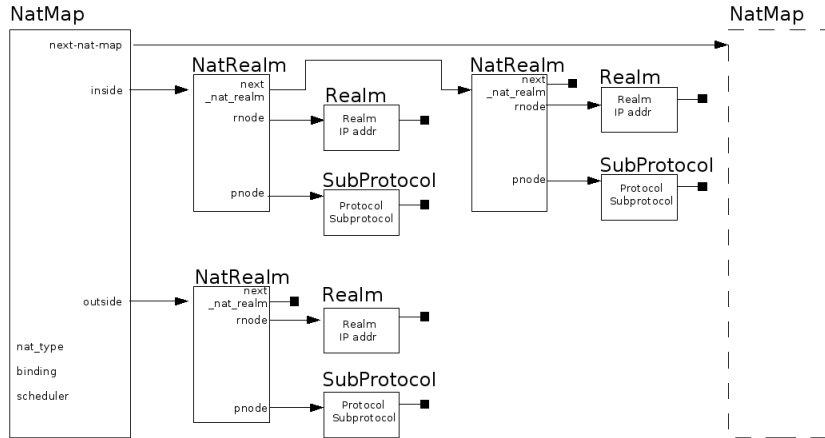 NatMap
NatMap
next-nat-map
inside
outside
nat_type
binding
scheduler
NatRealm
next
_nat_realm
rnode
pnode
Realm
Realm
IP addr
SubProtocol
Protocol
Subprotocol
NatRealm
next
_nat_realm
rnode
pnode
Realm
Realm
IP addr
SubProtocol
Protocol
Subprotocol
NatRealm
next
_nat_realm
rnode
pnode
Realm
Realm
IP addr
SubProtocol
Protocol
Subprotocol